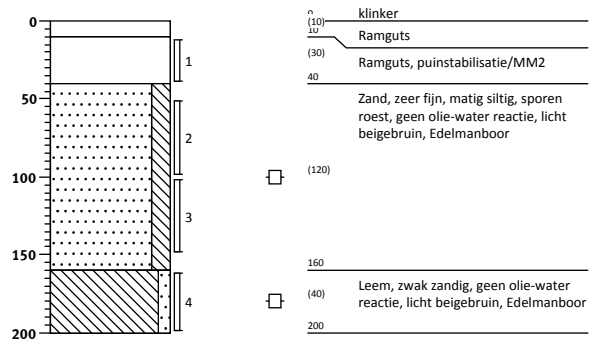 0
klinker
(10)
10
Ramguts
(30)
Ramguts, puinstabilisatie/MM2
40
1
50
Zand, zeer fijn, matig siltig, sporen
roest, geen olie-water reactie, licht
beigebruin, Edelmanboor
2
100
(120)
3
150
160
4
(40)
Leem, zwak zandig, geen olie-water
reactie, licht beigebruin, Edelmanboor
200
200